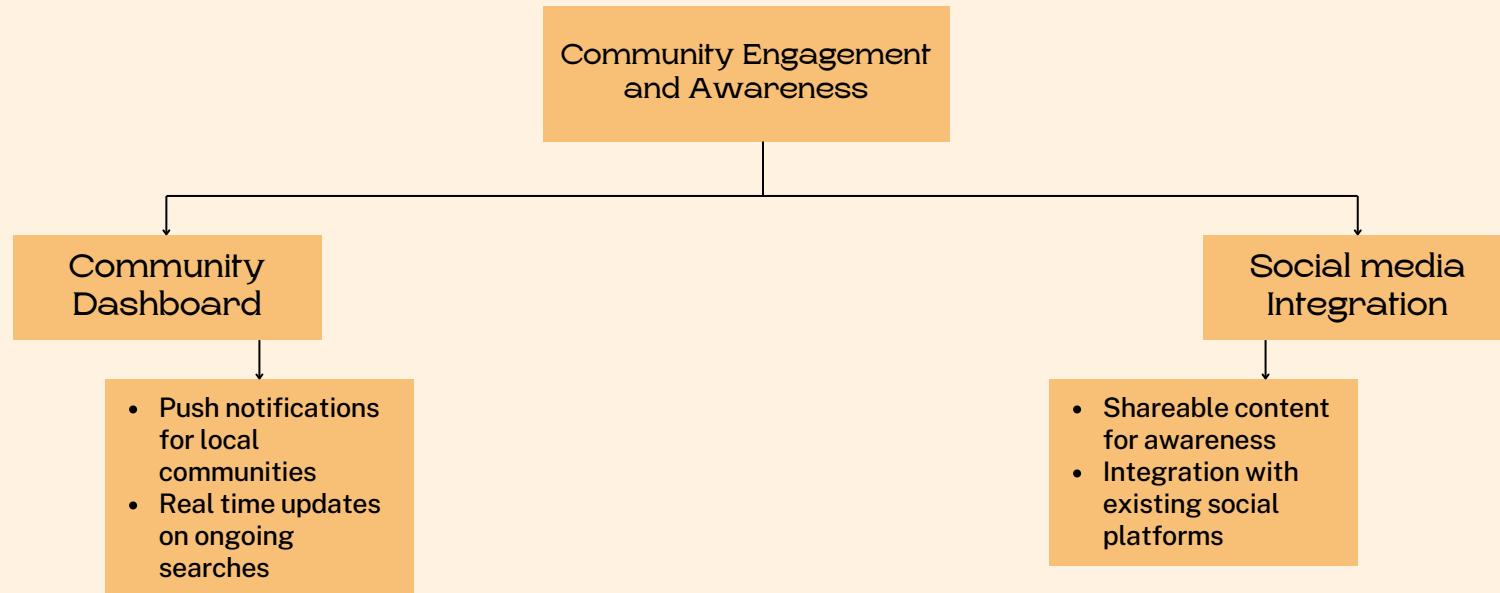 Community Engagement
and Awareness
Community
Dashboard
Social media
Integration
• Push notifications
for local
communities
• Real time updates
on ongoing
searches
• Shareable content
for awareness
• Integration with
existing social
platforms